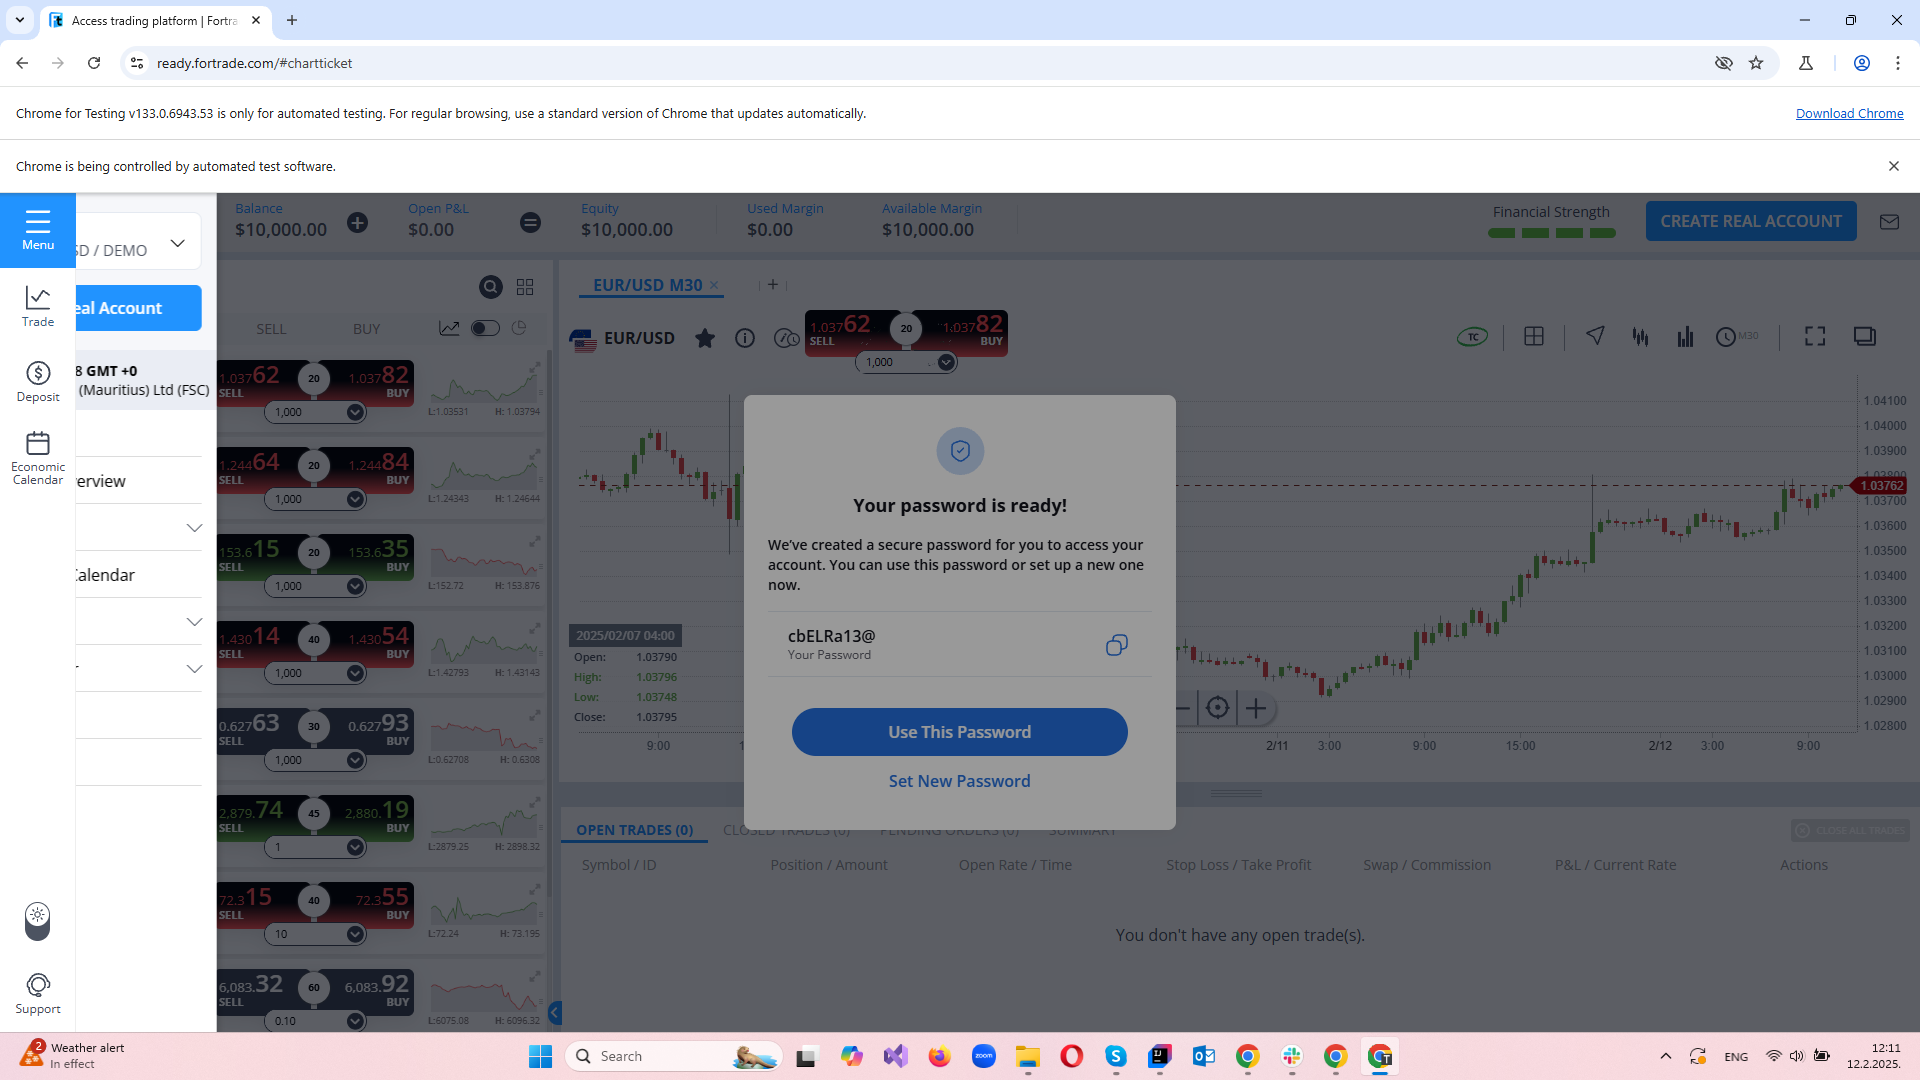 Access trading platform | Fortra
ready.fortrade.com/#chartticket
Chrome for Testing v133.0.6943.53 is only for automated testing. For regular browsing, use a standard version of Chrome that updates automatically.
Download Chrome
Chrome is being controlled by automated test software.
Menu
Trade
Deposit
Economic
Calendar
Support
SD / DEMO
eal Account
8 GMT +0
(Mauritius) Ltd (FSC)
erview
Calendar
r
Balance
$10,000.00
Open P&L
$0.00
Equity
$10,000.00
Used Margin
$0.00
Available Margin
$10,000.00
Financial Strength
CREATE REAL ACCOUNT
SELL
BUY
1.03762
SELL
20
1.03782
BUY
1,000
L:1.03531
H: 1.03794
1.24464
SELL
20
1.24484
BUY
1,000
L:1.24343
H: 1.24644
153.615
SELL
20
153.635
BUY
1,000
L:152.72
H: 153.876
1.43014
SELL
40
1.43054
BUY
1,000
L:1.42793
H: 1.43143
0.62763
SELL
30
0.62793
BUY
1,000
L:0.62708
H: 0.6308
2,879.74
SELL
45
2,880.19
BUY
1
L:2879.25
H: 2898.32
72.315
SELL
40
72.355
BUY
10
L:72.24
H: 73.195
6,083.32
SELL
60
6,083.92
BUY
0.10
L:6075.08
H: 6096.32
EUR/USD M30
EUR/USD
1.03762
SELL
20
1.03782
BUY
1,000
TC
M30
1.04100
1.04000
1.03900
1.03800
1.03762
1.03700
1.03600
1.03500
1.03400
1.03300
1.03200
1.03100
1.03000
1.02900
1.02800
2025/02/07 04:00
Open: 1.03790
High: 1.03796
Low: 1.03748
Close: 1.03795
9:00
1
2/11
3:00
9:00
15:00
2/12
3:00
9:00
Your password is ready!
We've created a secure password for you to access your
account. You can use this password or set up a new one
now.
cbELRa13@
Your Password
Use This Password
Set New Password
OPEN TRADES (0)
CLOSED TRADES (0)
PENDING ORDERS (0)
SUMMARY
CLOSE ALL TRADES
Symbol / ID
Position / Amount
Open Rate / Time
Stop Loss / Take Profit
Swap / Commission
P&L / Current Rate
Actions
You don't have any open trade(s).
2
Weather alert
In effect
Search
zoom
ENG
12:11
12.2.2025.